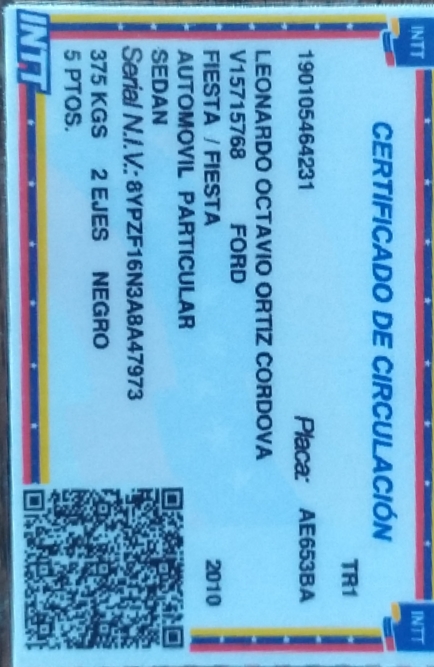 INTT
INTT
INTT
CERTIFICADO DE CIRCULACIÓN
TR1
190105464231 Placa: AE653BA
LEONARDO OCTAVIO ORTIZ CORDOVA
V15715768 FORD
FIESTA / FIESTA 2010
AUTOMOVIL PARTICULAR
SEDAN
Serial N.I.V.: 8YPZF16N3A8A47973
375 KGS 2 EJES NEGRO
5 PTOS.